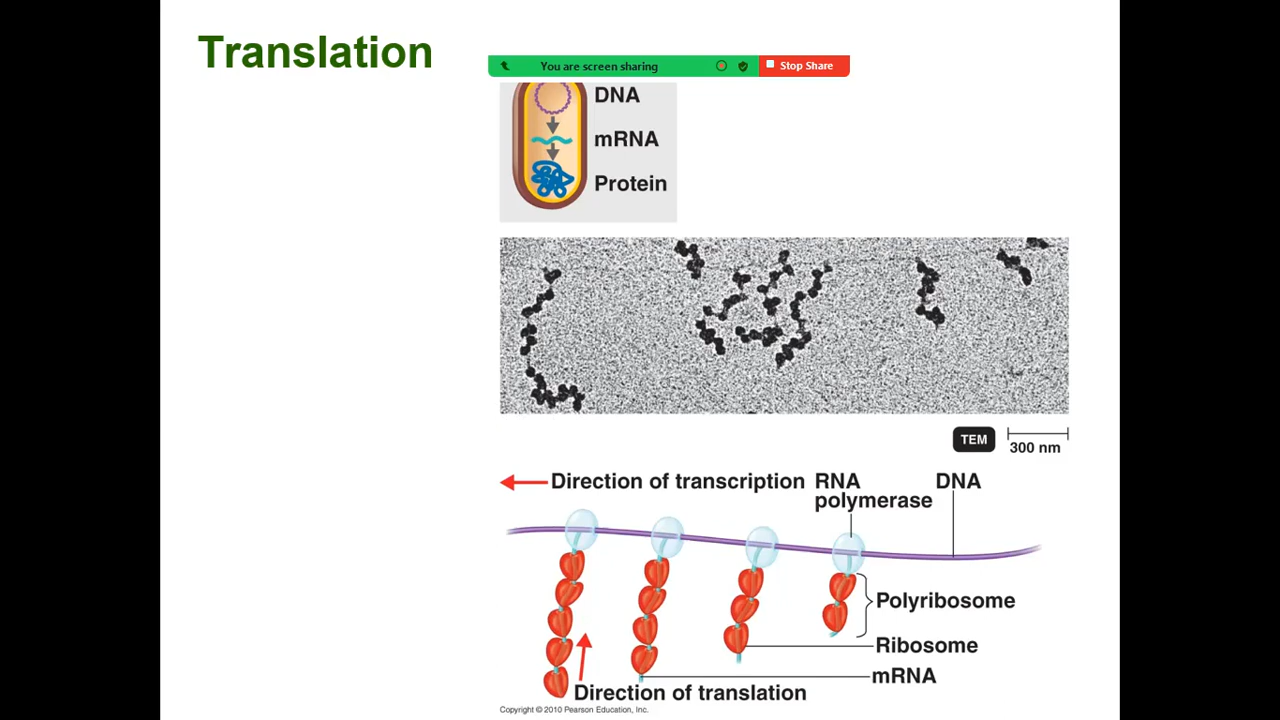 Translation
You are screen sharing
Stop Share
DNA
mRNA
Protein
TEM
300 nm
Direction of transcription
RNA
polymerase
DNA
Polyribosome
Ribosome
mRNA
Direction of translation
Copyright © 2010 Pearson Education, Inc.